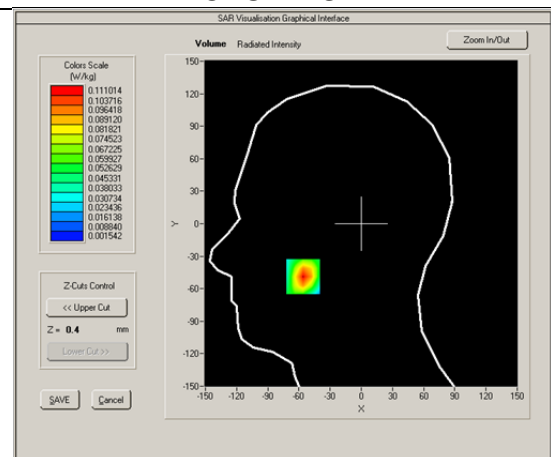 SAR Visualisation Graphical Interface
Volume Radiated Intensity
Zoom In/Out
Colors Scale
(W/kg)
0.111014
0.103716
0.096418
0.089120
0.081821
0.074523
0.067225
0.059927
0.052629
0.045331
0.038033
0.030734
0.023436
0.016138
0.008840
0.001542
Z-Cuts Control
<< Upper Cut
Z = 0.4 mm
Lower Cut >>
SAVE Cancel
150
120
90
60
30
0
-30
-60
-90
-120
-150
Y
-150 -120 -90 -60 -30 0 30 60 90 120 150
X